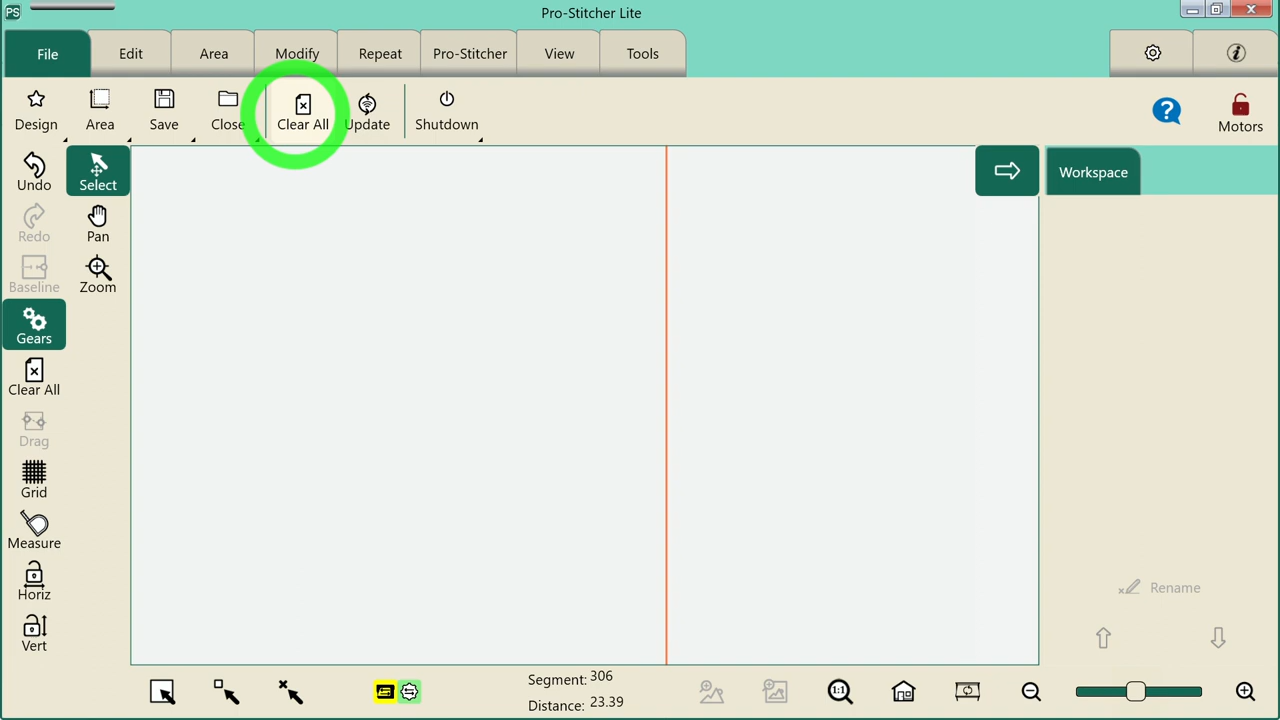 PS
Pro-Stitcher Lite
File Edit Area Modify Repeat Pro-Stitcher View Tools
Design Area Save Close Clear All Update Shutdown
Motors
Undo Select
Workspace
Redo Pan
Baseline Zoom
Gears
Clear All
Drag
Grid
Measure
Horiz
Rename
Vert
Segment: 306
Distance: 23.39
1:1